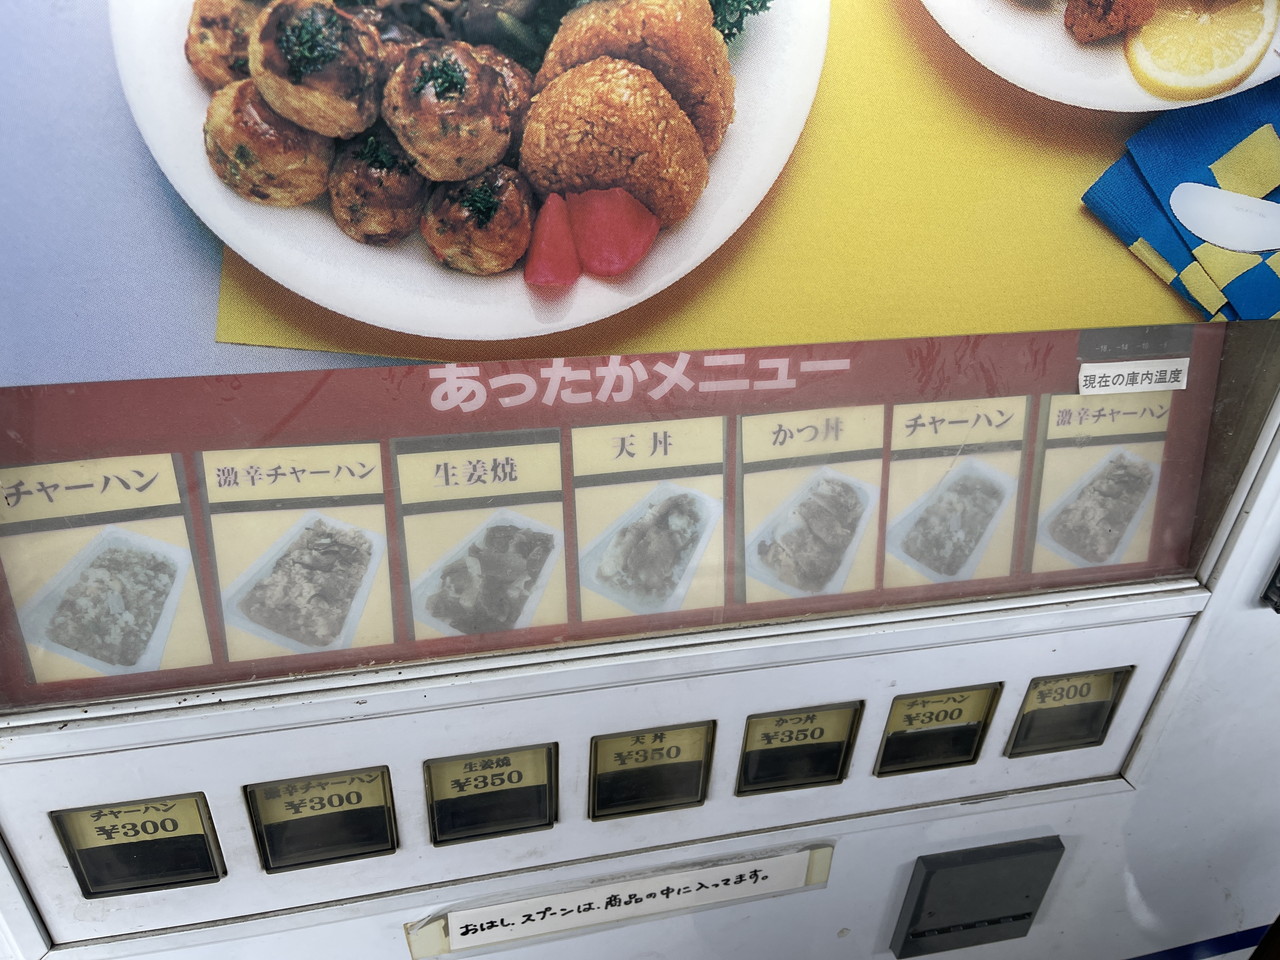 あったかメニュー
現在の庫内温度
チャーハン
激辛チャーハン
生姜焼
天丼
かつ丼
チャーハン
激辛チャーハン
チャーハン
¥300
激辛チャーハン
¥300
生姜焼
¥350
天丼
¥350
かつ丼
¥350
チャーハン
¥300
¥300
おはし、スプーンは、商品の中に入ってます。